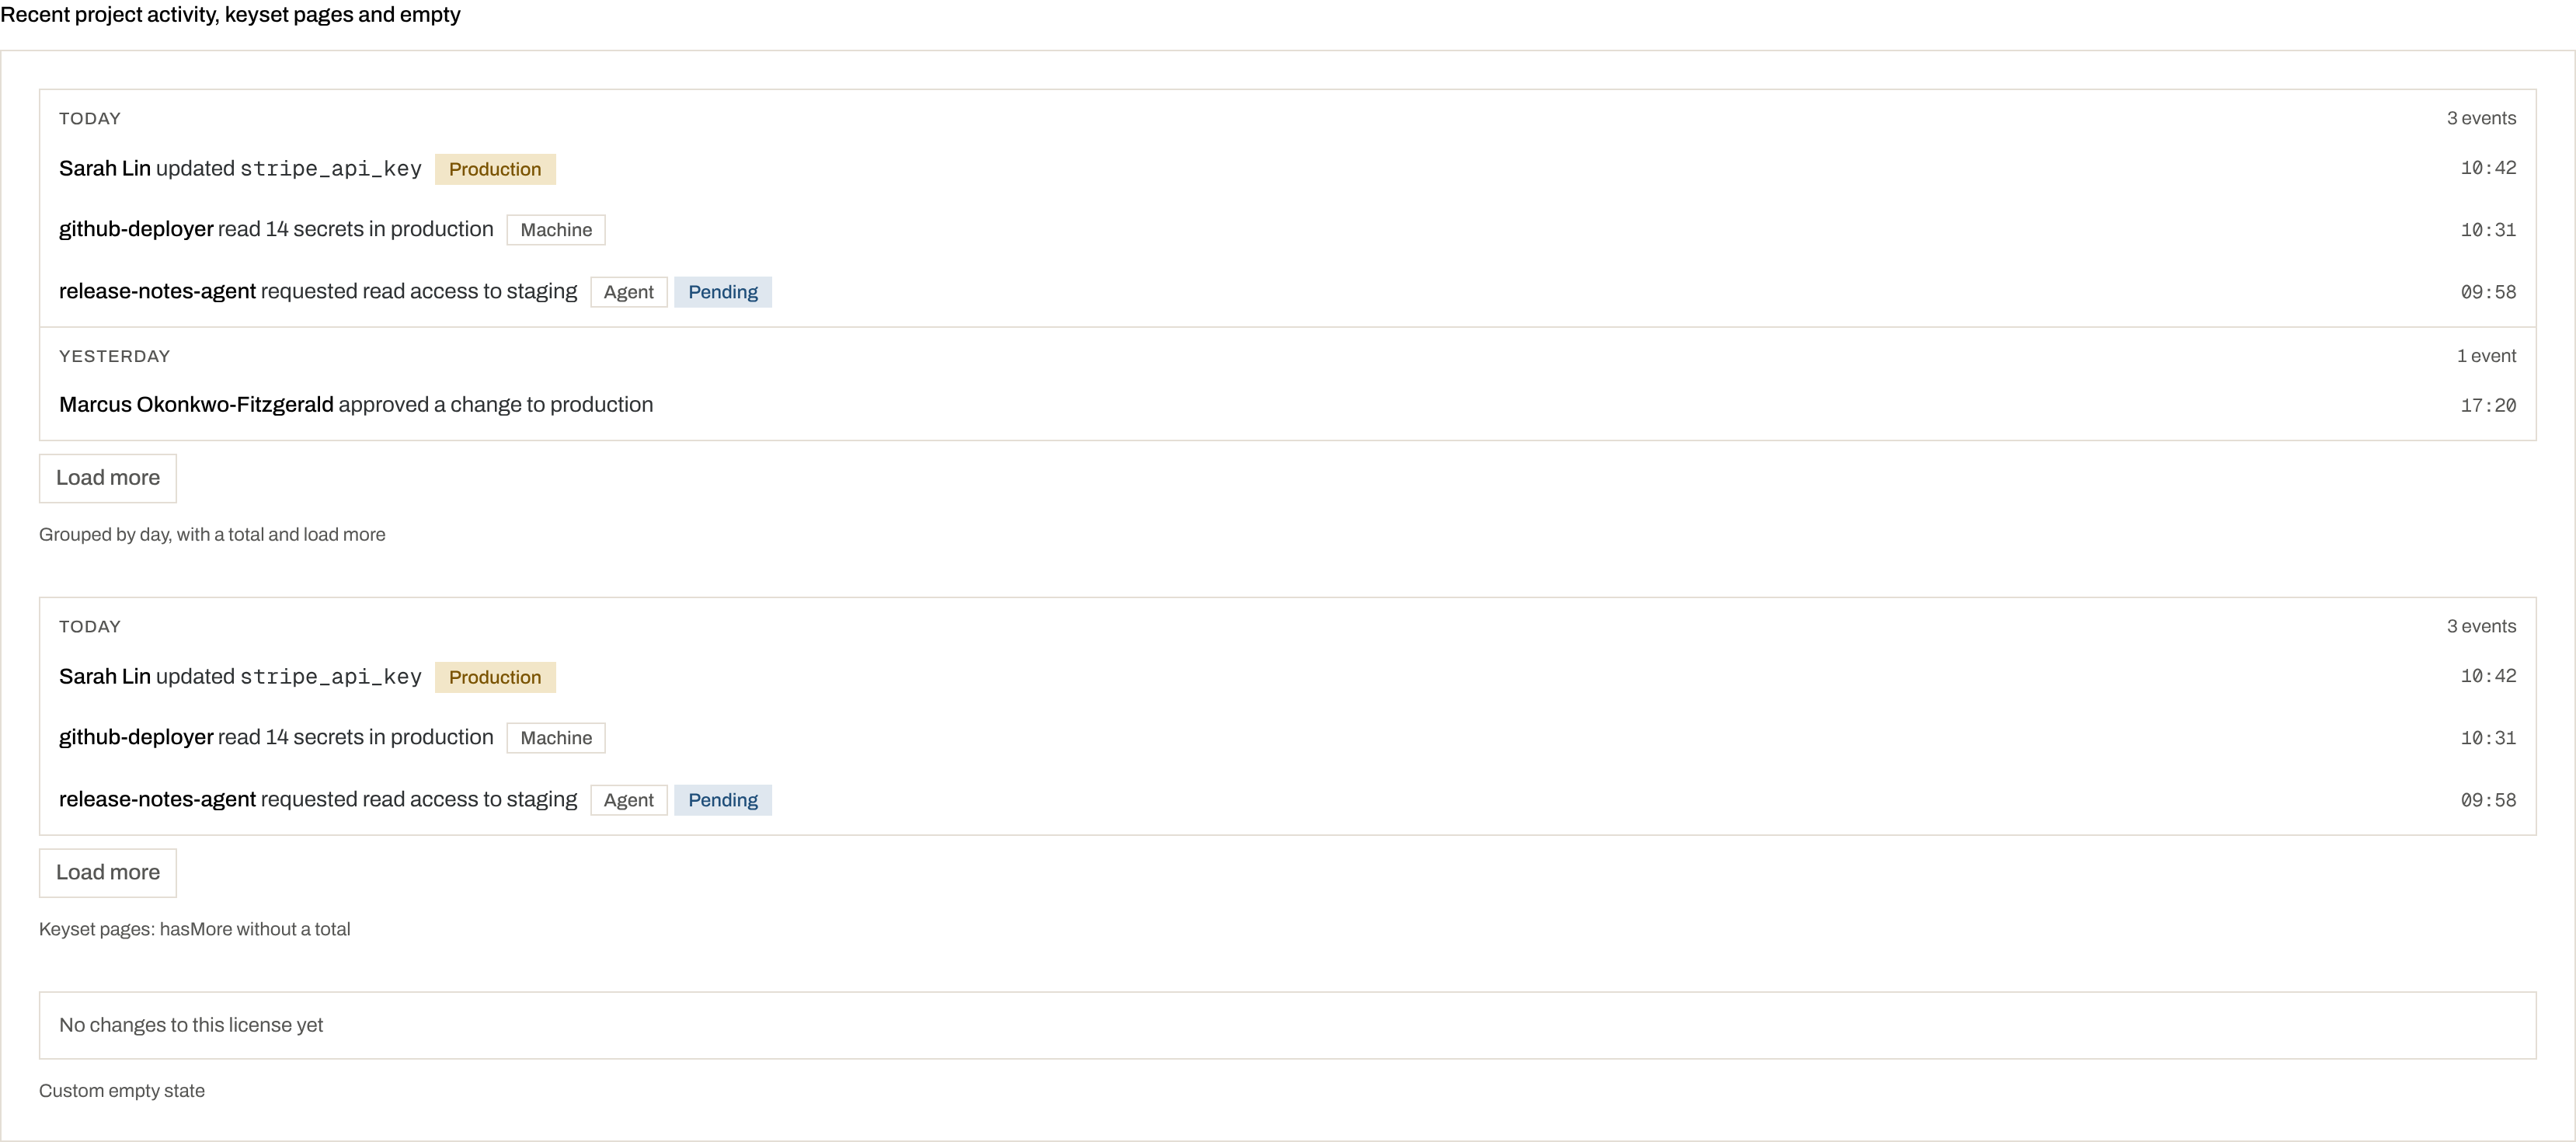 Recent project activity, keyset pages and empty
TODAY 3 events
Sarah Lin updated stripe_api_key Production 10:42
github-deployer read 14 secrets in production Machine 10:31
release-notes-agent requested read access to staging Agent Pending 09:58
YESTERDAY 1 event
Marcus Okonkwo-Fitzgerald approved a change to production 17:20
Load more
Grouped by day, with a total and load more
TODAY 3 events
Sarah Lin updated stripe_api_key Production 10:42
github-deployer read 14 secrets in production Machine 10:31
release-notes-agent requested read access to staging Agent Pending 09:58
Load more
Keyset pages: hasMore without a total
No changes to this license yet
Custom empty state